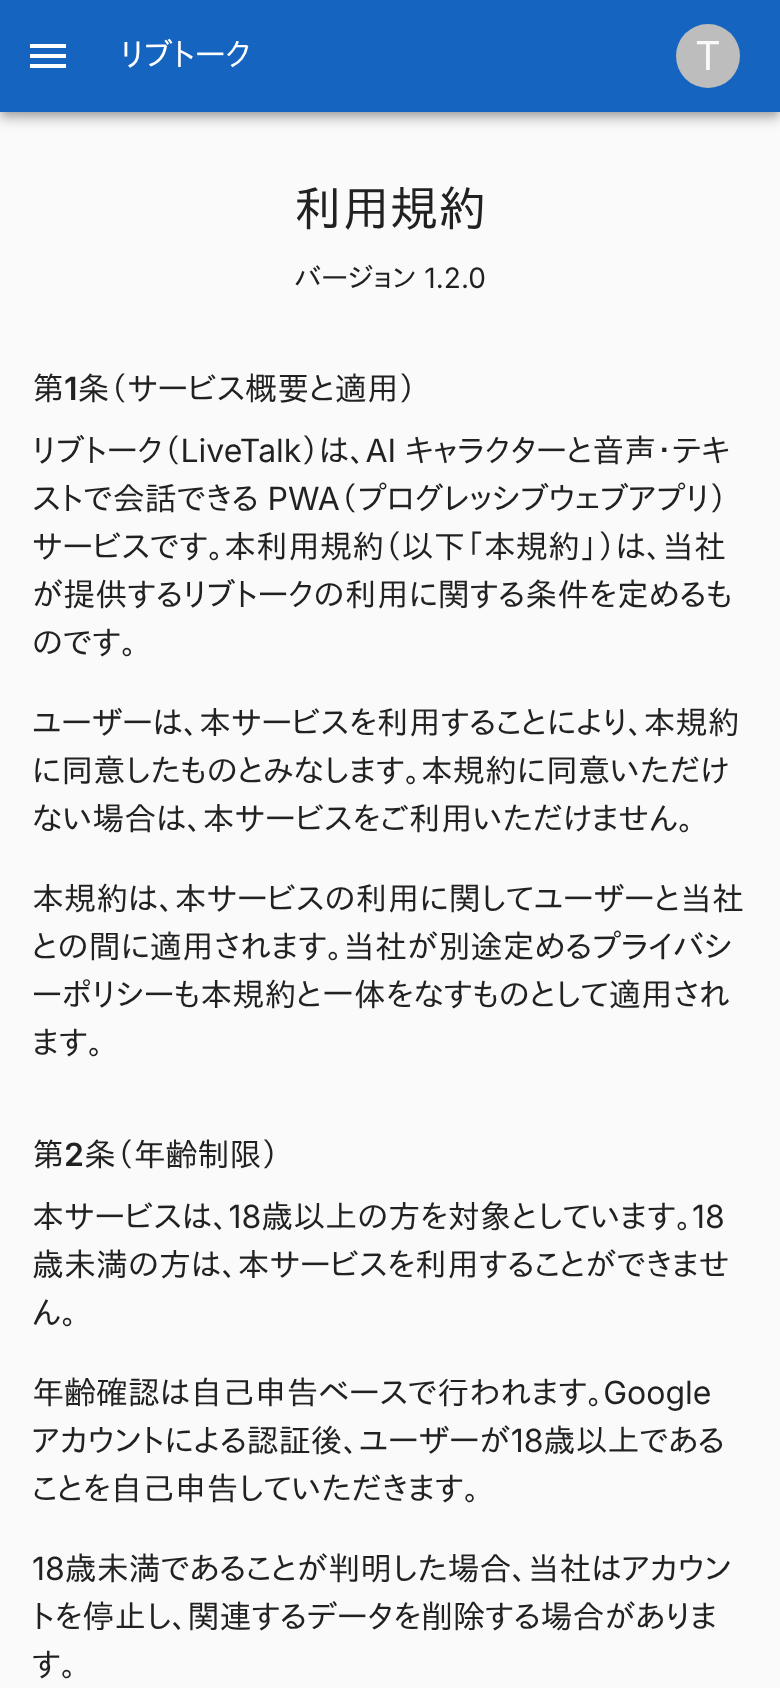 リブトーク
T
利用規約
バージョン 1.2.0
第1条（サービス概要と適用）
リブトーク（LiveTalk）は、AI キャラクターと音声・テキ
ストで会話できる PWA（プログレッシブウェブアプリ）
サービスです。本利用規約（以下「本規約」）は、当社
が提供するリブトークの利用に関する条件を定めるも
のです。
ユーザーは、本サービスを利用することにより、本規約
に同意したものとみなします。本規約に同意いただけ
ない場合は、本サービスをご利用いただけません。
本規約は、本サービスの利用に関してユーザーと当社
との間に適用されます。当社が別途定めるプライバシ
ーポリシーも本規約と一体をなすものとして適用され
ます。
第2条（年齢制限）
本サービスは、18歳以上の方を対象としています。18
歳未満の方は、本サービスを利用することができませ
ん。
年齢確認は自己申告ベースで行われます。Google
アカウントによる認証後、ユーザーが18歳以上である
ことを自己申告していただきます。
18歳未満であることが判明した場合、当社はアカウン
トを停止し、関連するデータを削除する場合がありま
す。